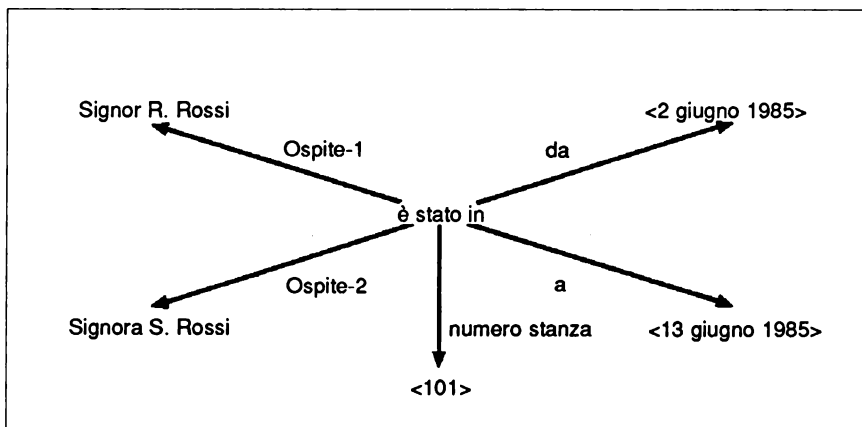 Signor R. Rossi
<2 giugno 1985>
Ospite-1
da
è stato in
Ospite-2
a
Signora S. Rossi
numero stanza
<13 giugno 1985>
<101>